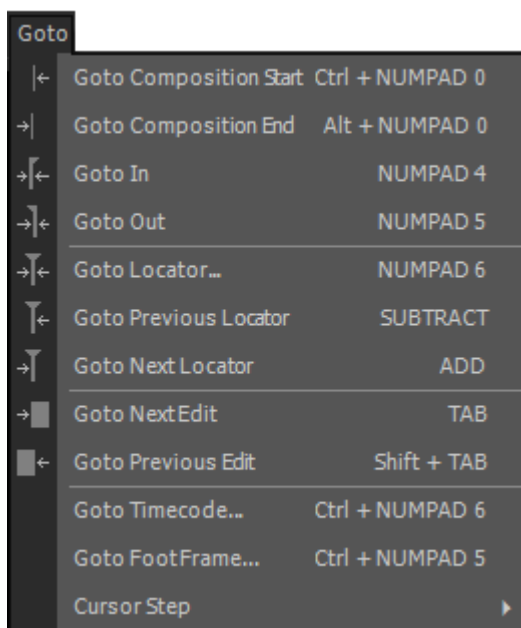 Goto
Goto Composition Start Ctrl + NUMPAD 0
Goto Composition End Alt + NUMPAD 0
Goto In NUMPAD 4
Goto Out NUMPAD 5
Goto Locator... NUMPAD 6
Goto Previous Locator SUBTRACT
Goto Next Locator ADD
Goto Next Edit TAB
Goto Previous Edit Shift + TAB
Goto Timecode... Ctrl + NUMPAD 6
Goto FootFrame... Ctrl + NUMPAD 5
Cursor Step